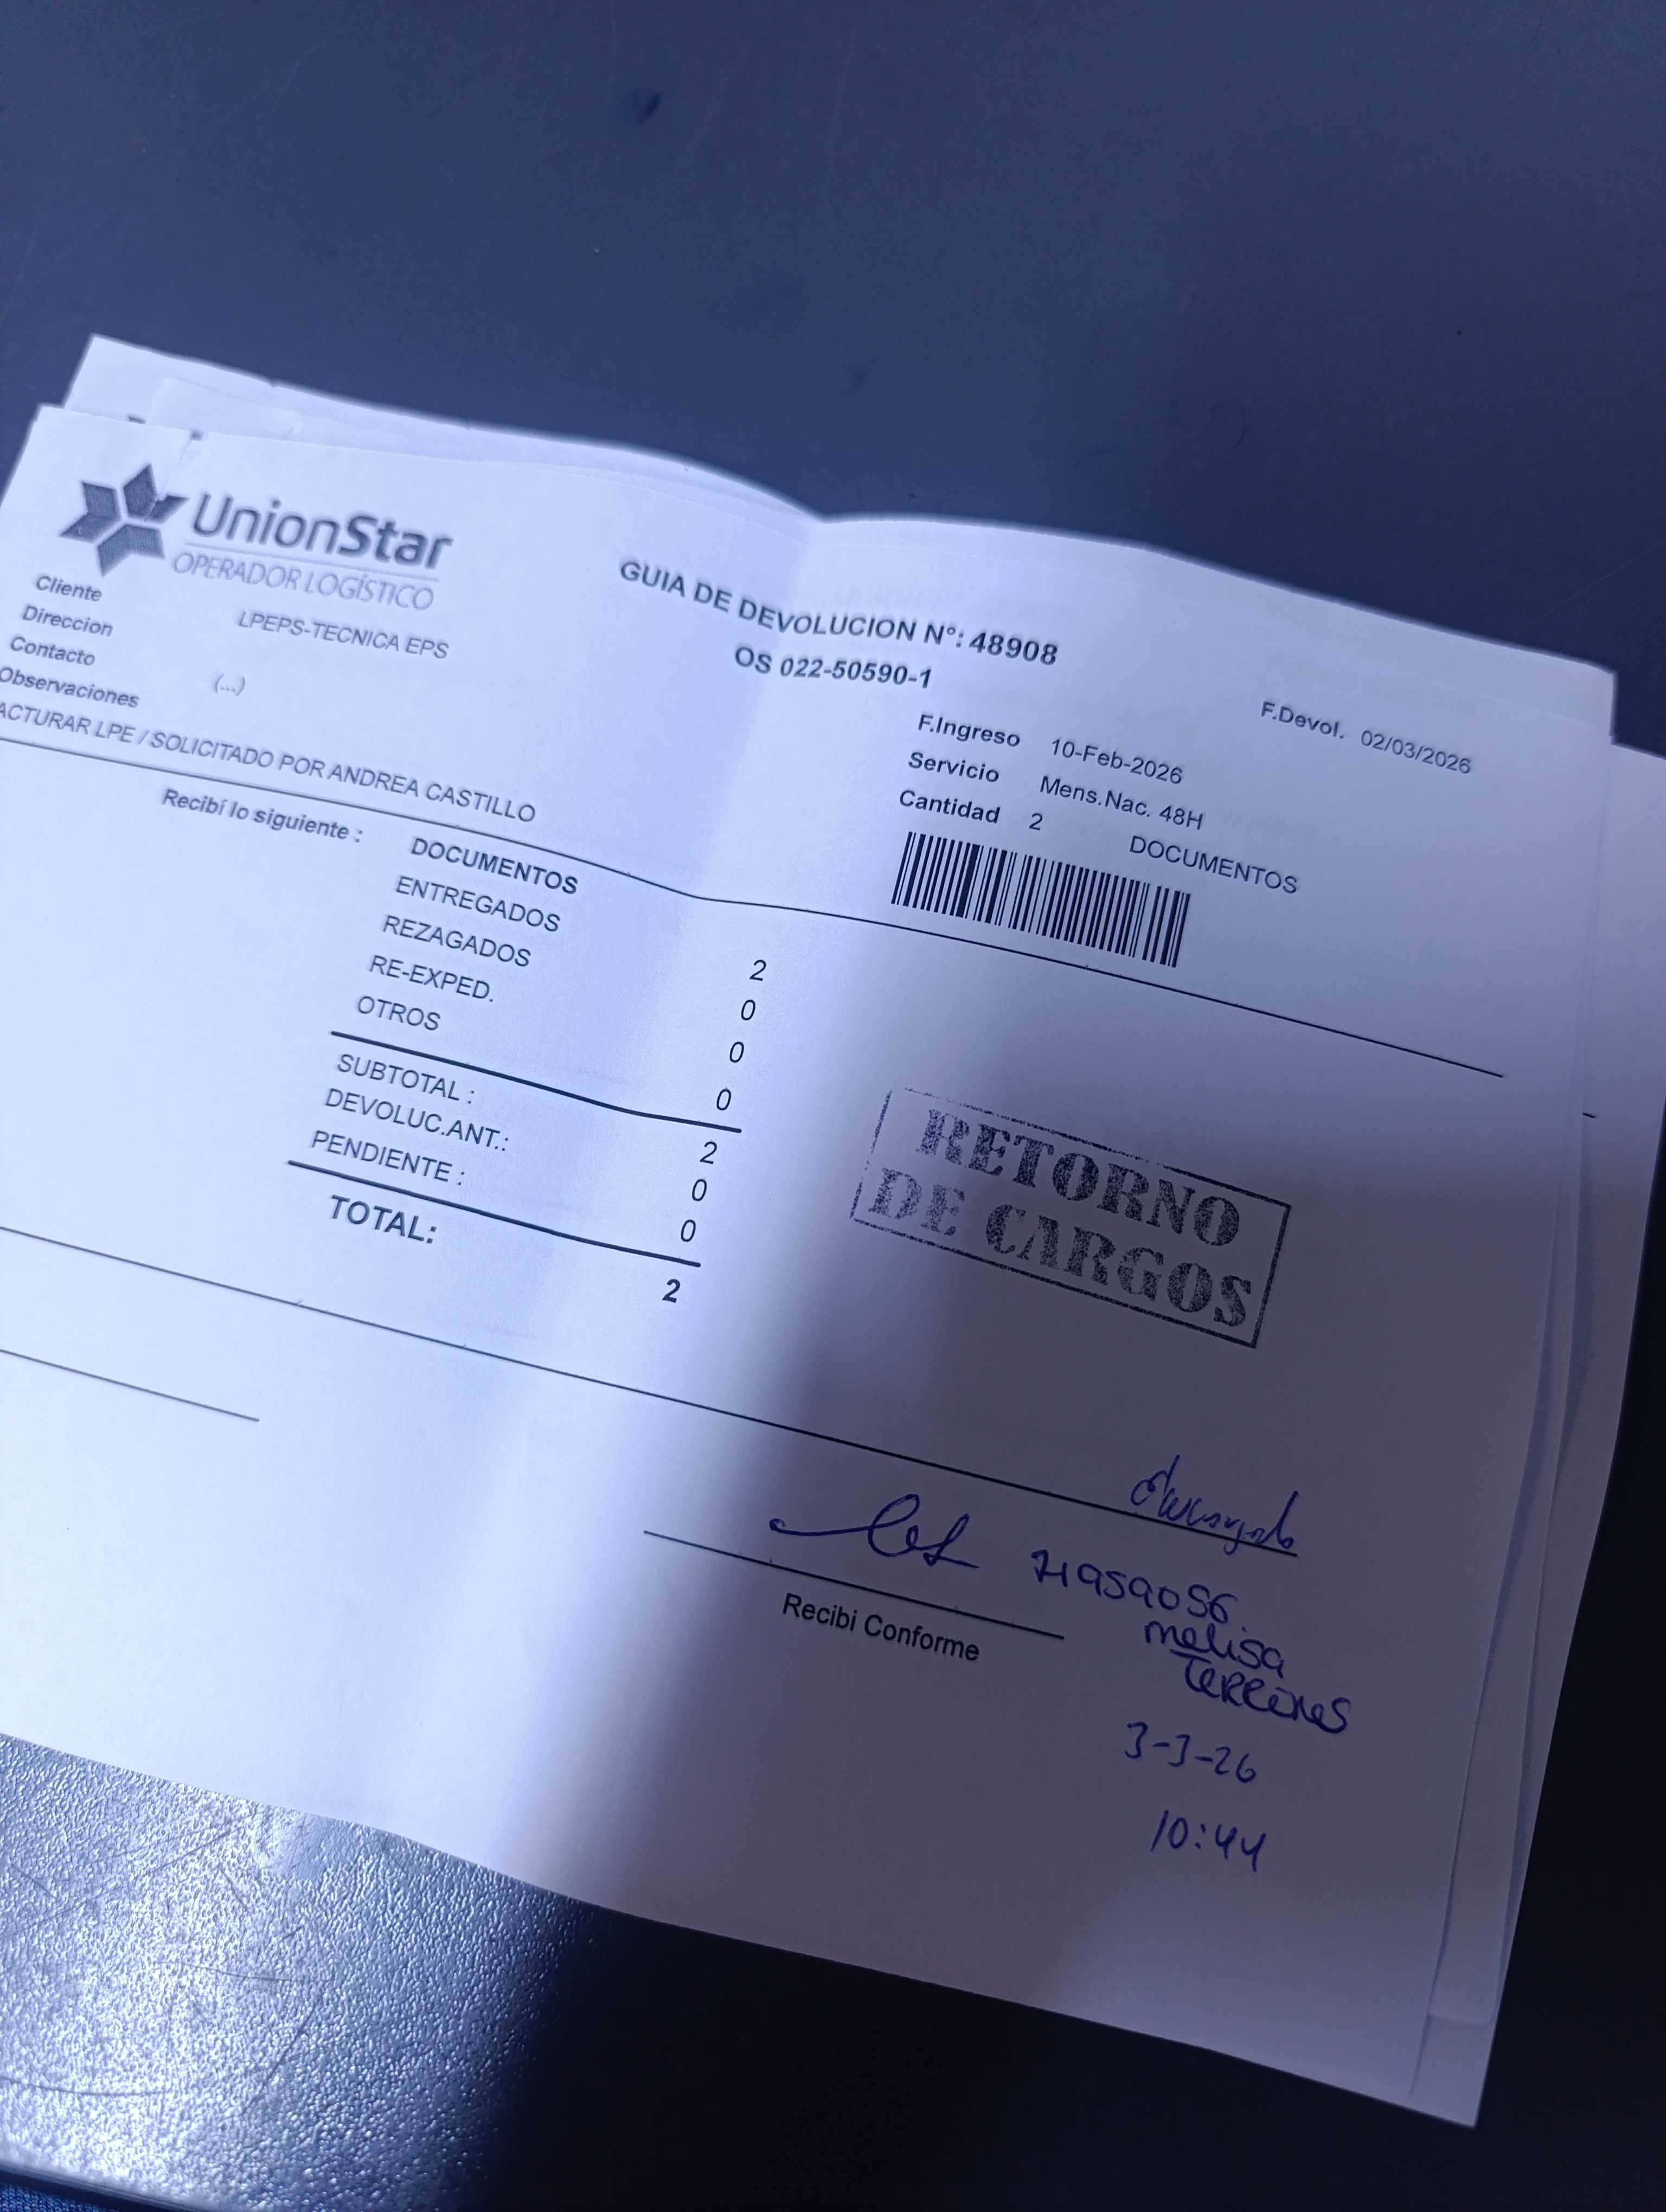 UnionStar
OPERADOR LOGÍSTICO
GUIA DE DEVOLUCION N°: 48908
OS 022-50590-1
Cliente LPEPS-TECNICA EPS
Direccion
Contacto (...)
Observaciones
ACTURAR LPE / SOLICITADO POR ANDREA CASTILLO
F.Devol. 02/03/2026
F.Ingreso 10-Feb-2026
Servicio Mens.Nac. 48H
Cantidad 2 DOCUMENTOS
Recibí lo siguiente :
DOCUMENTOS
ENTREGADOS 2
REZAGADOS 0
RE-EXPED. 0
OTROS 0
SUBTOTAL : 2
DEVOLUC.ANT.: 0
PENDIENTE : 0
TOTAL: 2
RETORNO
DE CARGOS
71959056
Recibi Conforme
melisa
Terrones
3-3-26
10:44